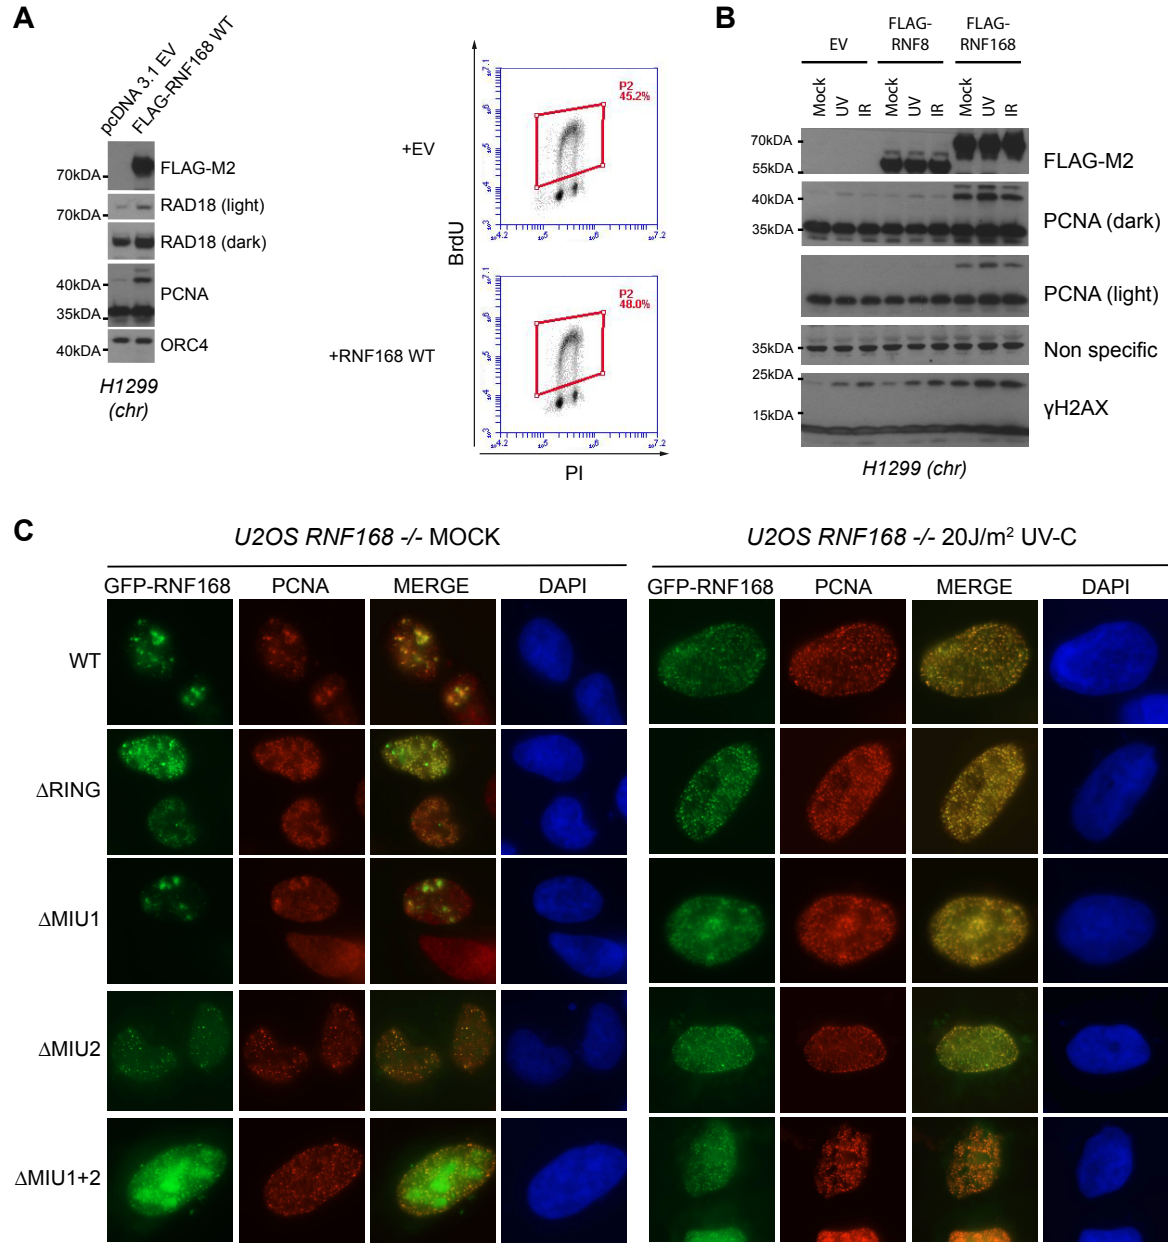 A
pcDNA 3.1 EV
FLAG-RNF168 WT
70kDA
FLAG-M2
70kDA
RAD18 (light)
RAD18 (dark)
40kDA
35kDA
PCNA
40kDA
ORC4
H1299
(chr)
BrdU
+EV
P2
45.2%
+RNF168 WT
P2
48.0%
PI
B
EV
FLAG-
RNF8
FLAG-
RNF168
Mock UV IR Mock UV IR Mock UV IR
70kDA
55kDA
FLAG-M2
40kDA
35kDA
PCNA (dark)
PCNA (light)
35kDA
Non specific
25kDA
15kDA
γH2AX
H1299 (chr)
C
U2OS RNF168 -/- MOCK
U2OS RNF168 -/- 20J/m² UV-C
GFP-RNF168 PCNA MERGE DAPI
GFP-RNF168 PCNA MERGE DAPI
WT
ΔRING
ΔMIU1
ΔMIU2
ΔMIU1+2